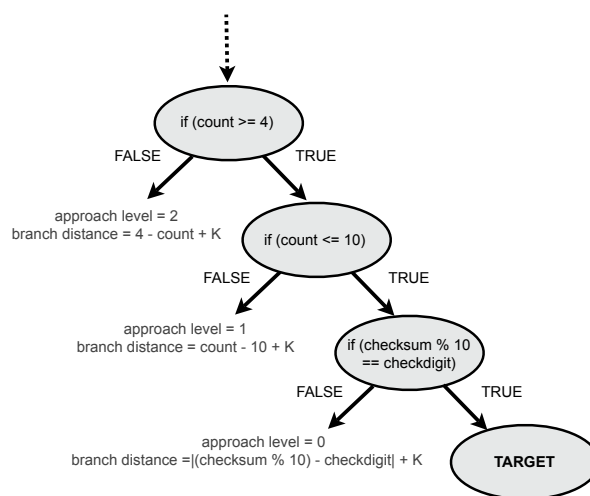 if (count >= 4)
FALSE
TRUE
approach level = 2
branch distance = 4 - count + K
if (count <= 10)
FALSE
TRUE
approach level = 1
branch distance = count - 10 + K
if (checksum % 10
== checkdigit)
FALSE
TRUE
approach level = 0
branch distance =|(checksum % 10) - checkdigit| + K
TARGET